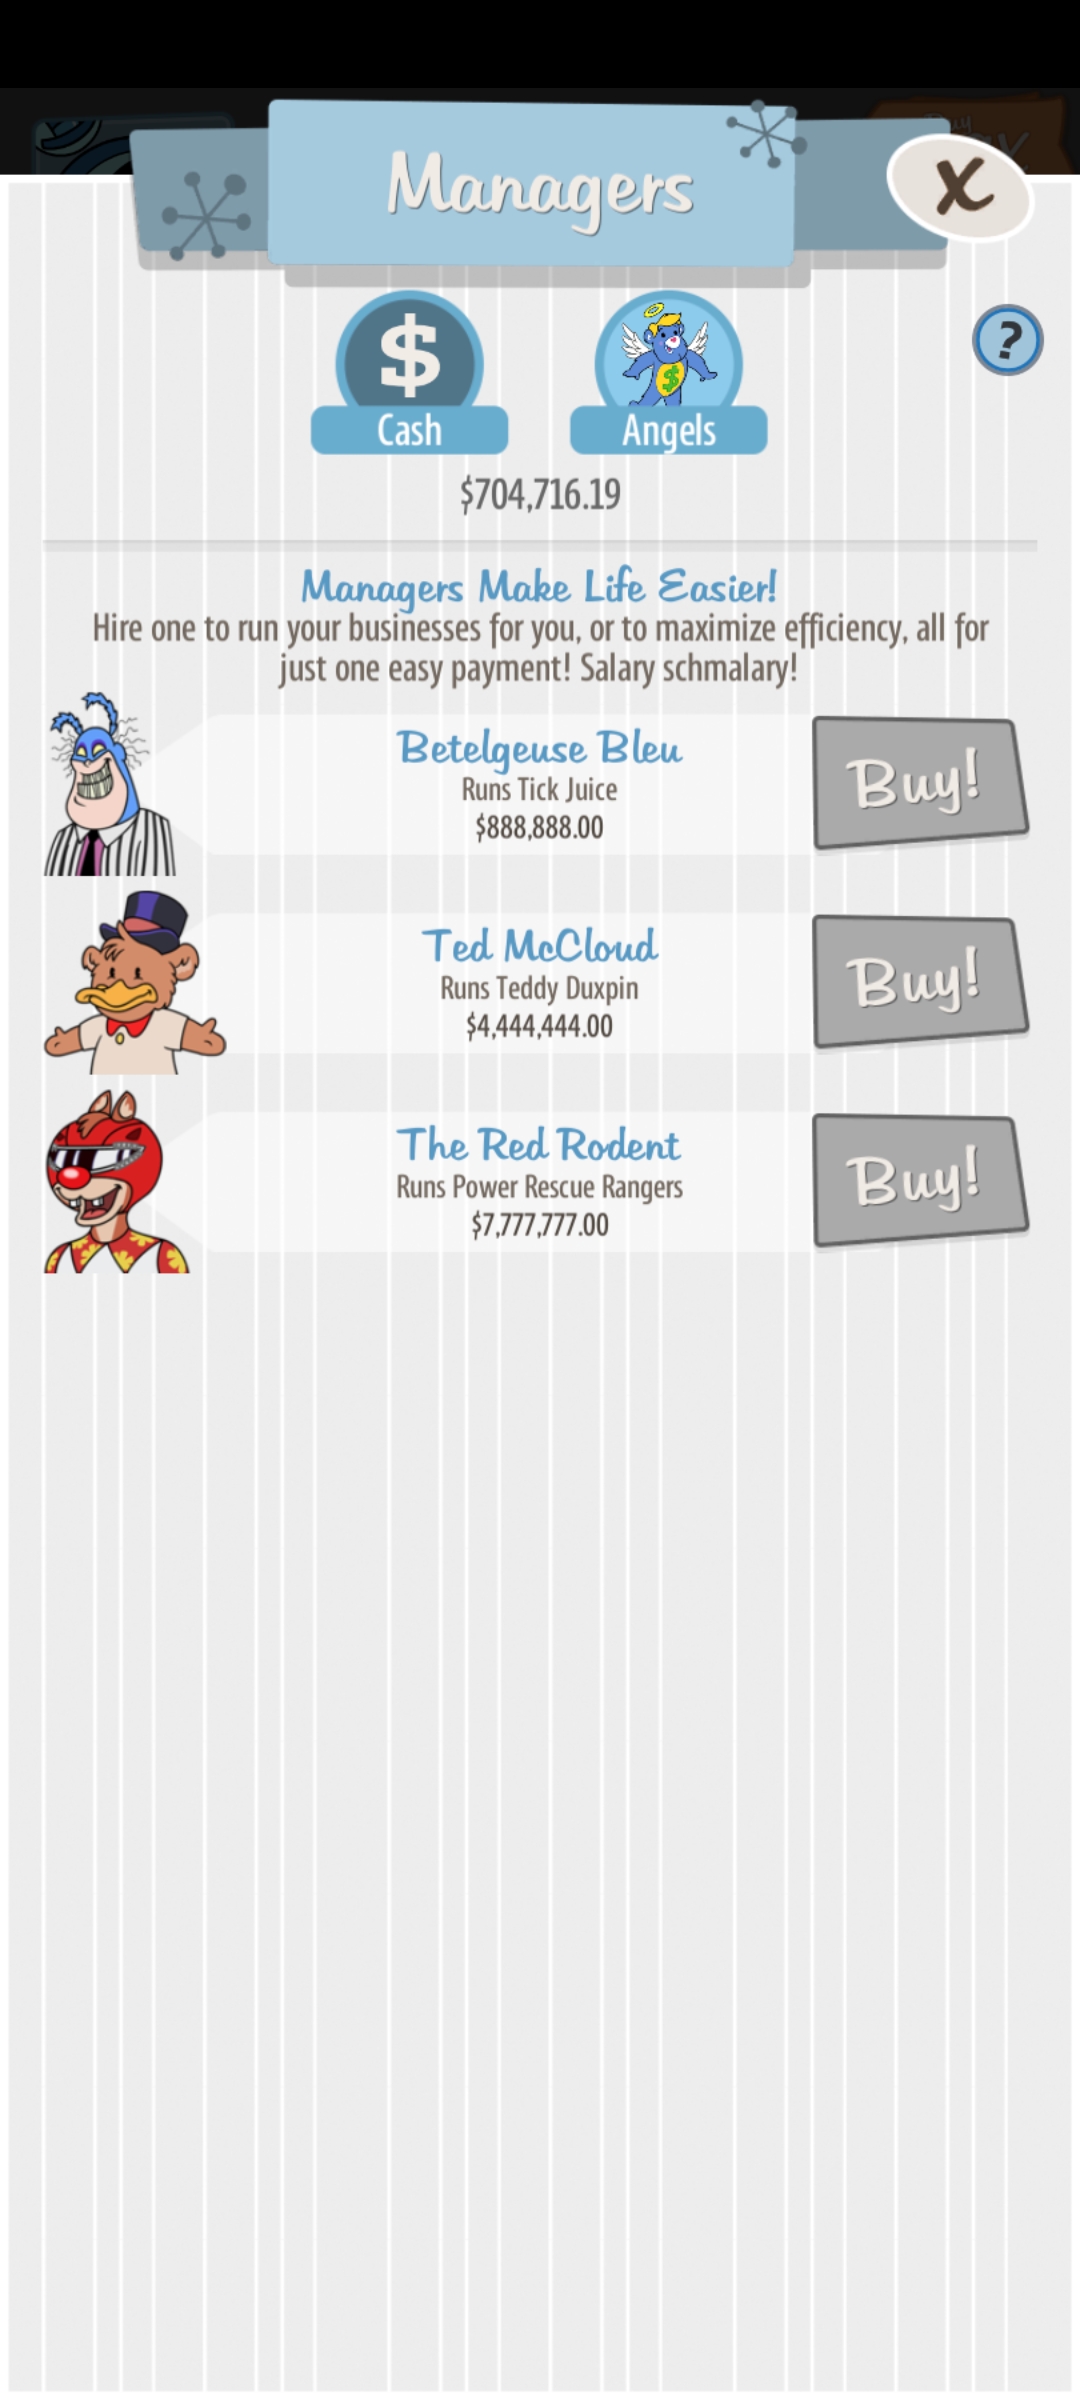 Managers
X
$
$
?
Cash
Angels
$704,716.19
Managers Make Life Easier!
Hire one to run your businesses for you, or to maximize efficiency, all for
just one easy payment! Salary schmalary!
Betelgeuse Bleu
Runs Tick Juice
$888,888.00
Buy!
Ted McCloud
Runs Teddy Duxpin
$4,444,444.00
Buy!
The Red Rodent
Runs Power Rescue Rangers
$7,777,777.00
Buy!